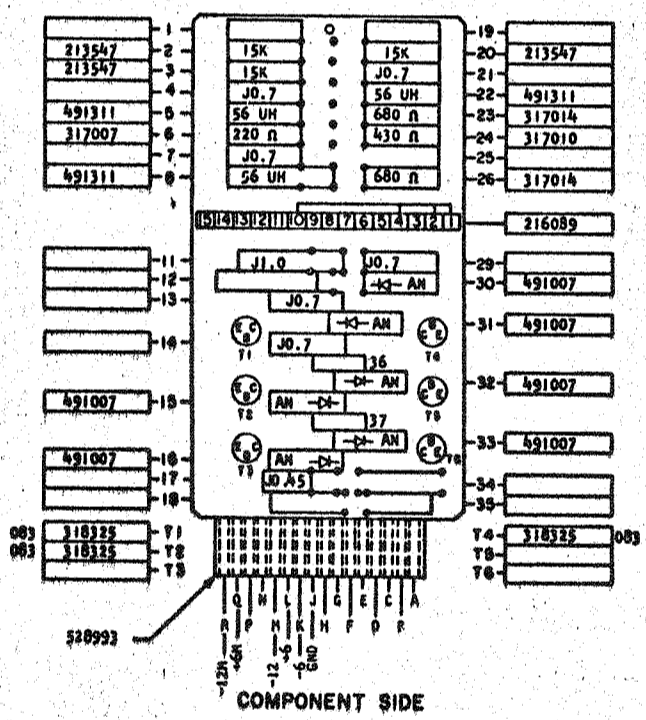 1 19
213547 2 15K 15K 20 213547
213547 3 15K J0.7 21
4 J0.7 56 UH 22 491311
491311 5 56 UH 680 Ω 23 317014
317007 6 220 Ω 430 Ω 24 317010
7 J0.7 25
491311 8 56 UH 680 Ω 26 317014
15 14 13 12 11 10 9 8 7 6 5 4 3 2 1 216089
11 J1.0 J0.7 29
12 AN 30 491007
13 J0.7
AN 31 491007
14 E C B T1 J0.7 B C E T4
36
AN 32 491007
491007 15 E C B T2 AN B C E T5
37
AN 33 491007
491007 16 E C B T3 AN B C E T6
17 J0.45 34
18 35
083 318325 T1 T4 318325 083
083 318325 T2 T5
T3 T6
R Q P N M L K J H G F E D C B A
-12M +6M -12 +6 -6 GND
528993
COMPONENT SIDE